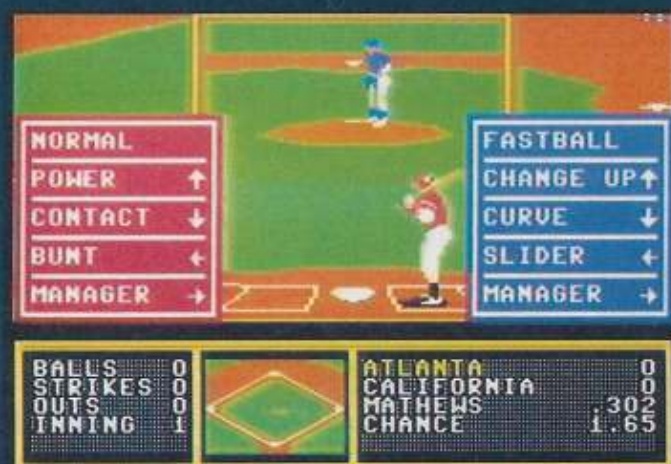 NORMAL
POWER ↑
CONTACT ↓
BUNT ←
MANAGER →
FASTBALL
CHANGE UP ↑
CURVE ↓
SLIDER ←
MANAGER →
BALLS 0
STRIKES 0
OUTS 0
INNING 1
ATLANTA 0
CALIFORNIA 0
MATHEWS .302
CHANCE 1.65